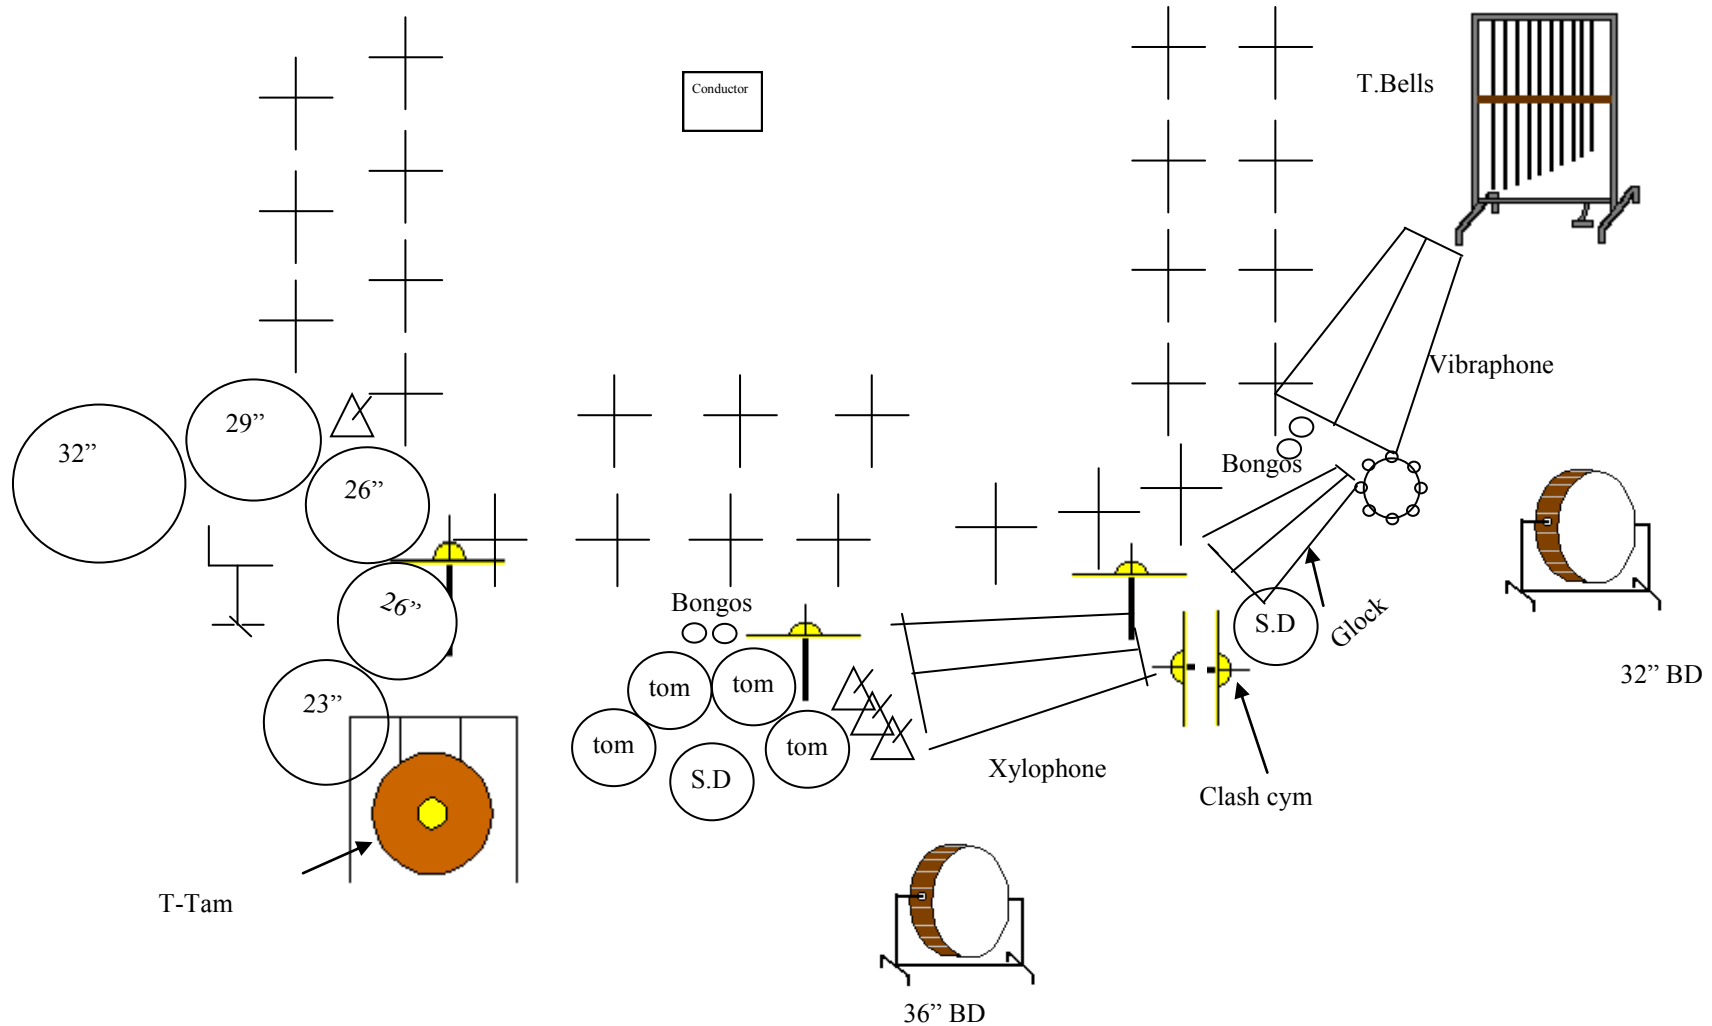 Conductor
T.Bells
Vibraphone
29”
32”
26”
Bongos
26”
Bongos
S.D
Glock
32” BD
23”
tom
tom
tom
tom
S.D
Xylophone
Clash cym
T-Tam
36” BD